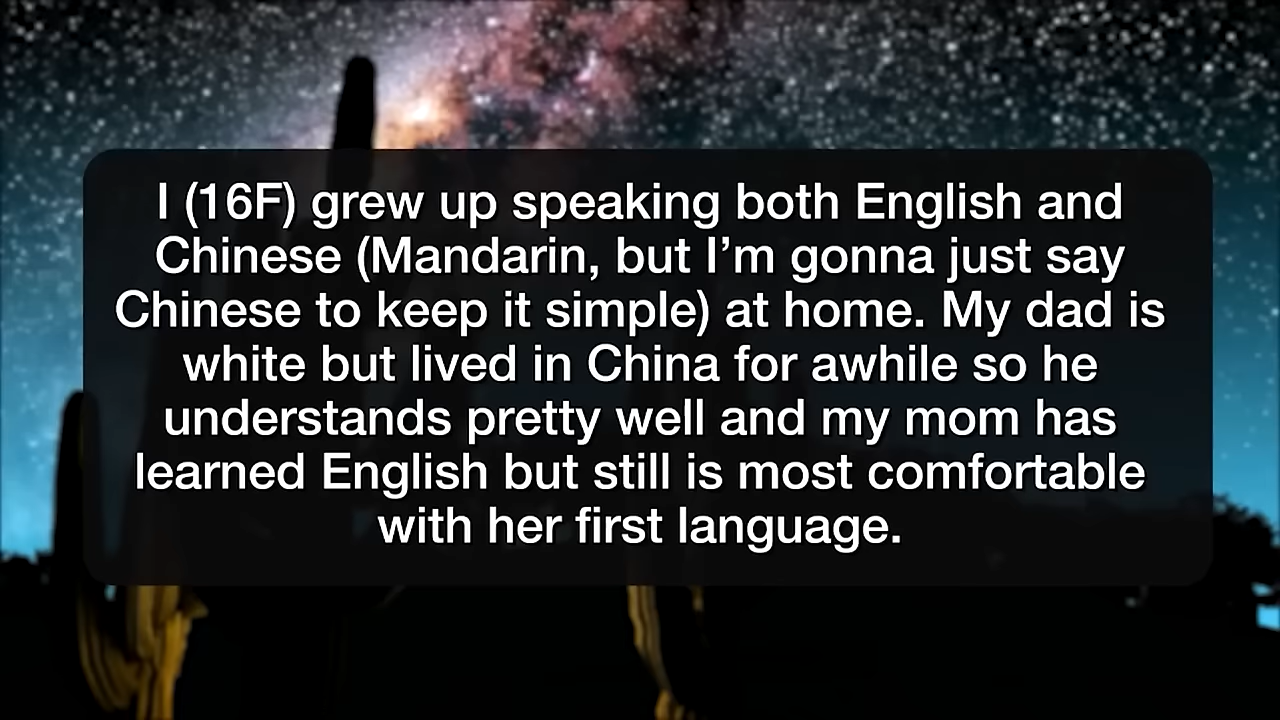 I (16F) grew up speaking both English and
Chinese (Mandarin, but I’m gonna just say
Chinese to keep it simple) at home. My dad is
white but lived in China for awhile so he
understands pretty well and my mom has
learned English but still is most comfortable
with her first language.